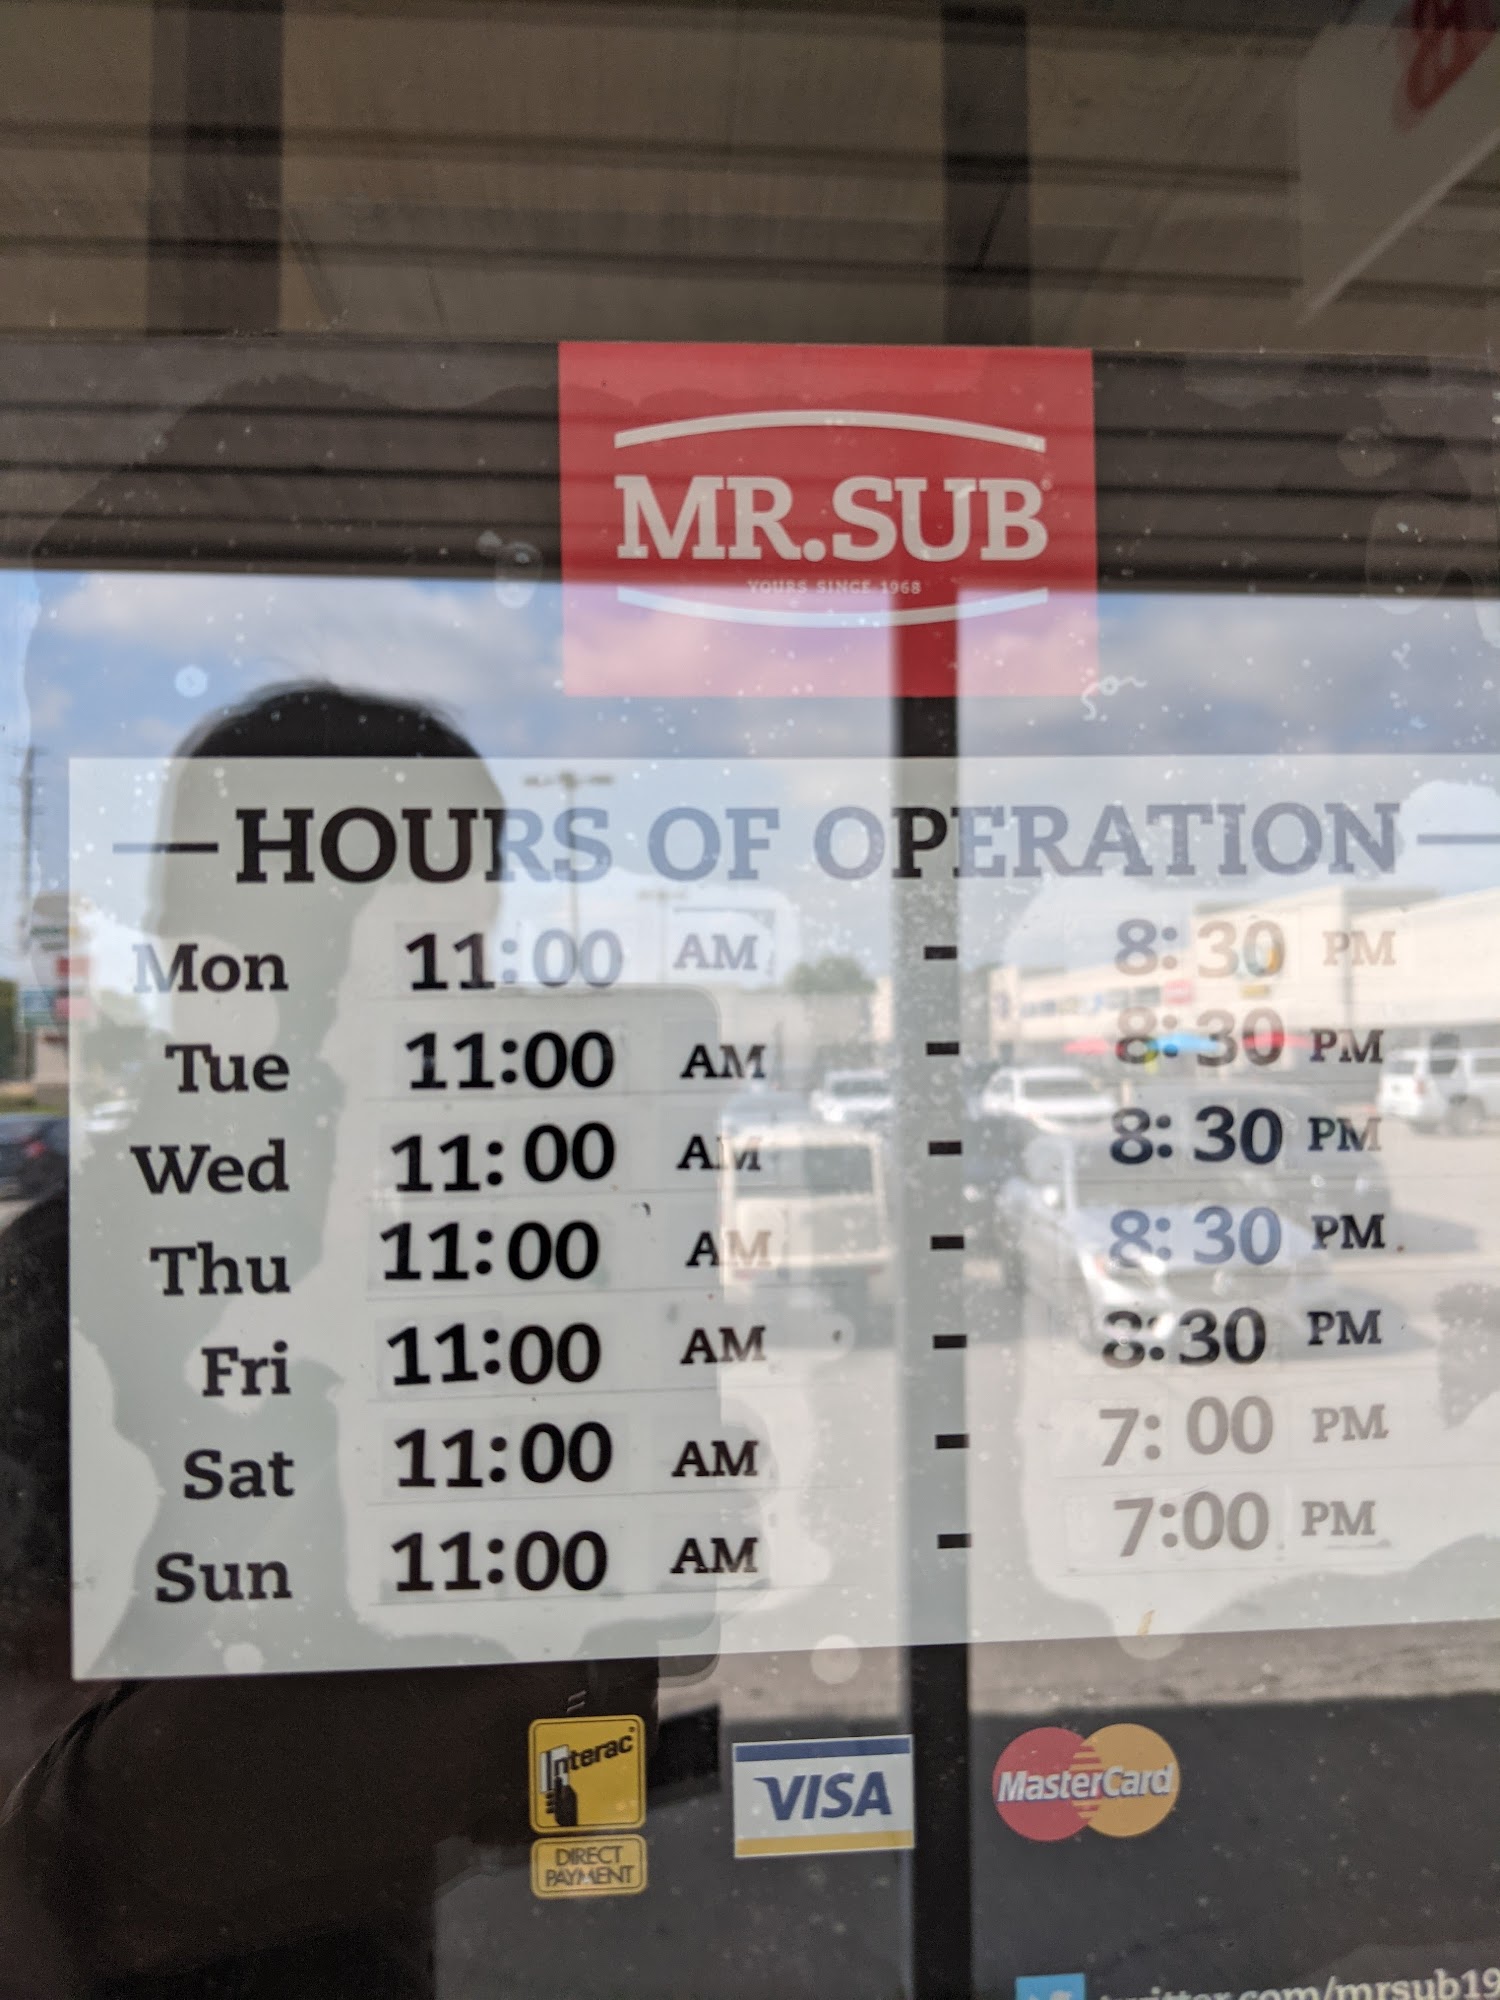 MR.SUB
YOURS SINCE 1968
HOURS OF OPERATION
Mon 11:00 AM - 8:30 PM
Tue 11:00 AM - 8:30 PM
Wed 11:00 AM - 8:30 PM
Thu 11:00 AM - 8:30 PM
Fri 11:00 AM - 8:30 PM
Sat 11:00 AM - 7:00 PM
Sun 11:00 AM - 7:00 PM
Interac
DIRECT
PAYMENT
VISA
MasterCard
twitter.com/mrsub19